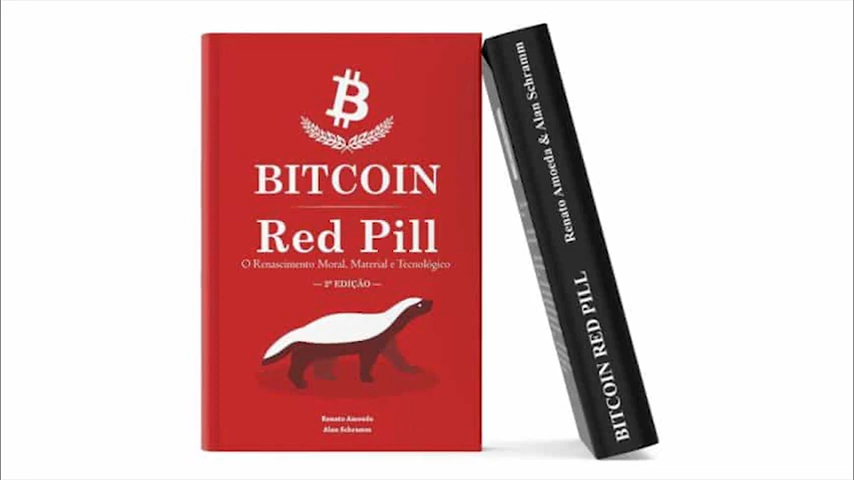 BITCOIN
Red Pill
O Renascimento Moral, Material e Tecnológico
— 2ª EDIÇÃO —
Renato Amoedo
Alan Schramm
BITCOIN RED PILL
Renato Amoeda & Alan Schramm